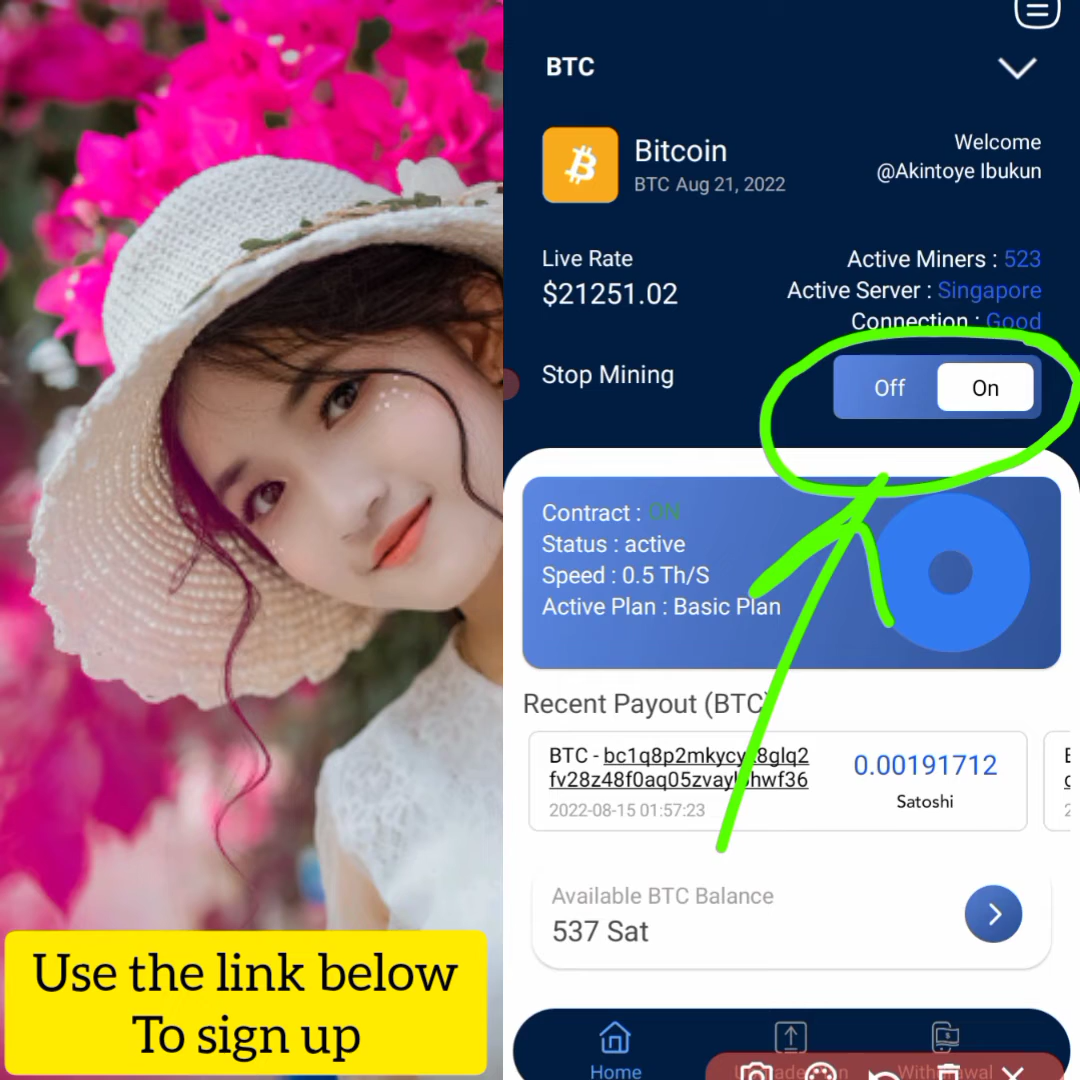 Use the link below
To sign up
BTC
Bitcoin
BTC Aug 21, 2022
Welcome
@Akintoye Ibukun
Live Rate
$21251.02
Active Miners : 523
Active Server : Singapore
Connection : Good
Stop Mining
Off
On
Contract : ON
Status : active
Speed : 0.5 Th/S
Active Plan : Basic Plan
Recent Payout (BTC)
BTC -
0.00191712
Satoshi
2022-08-15 01:57:23
Available BTC Balance
537 Sat
Home
Withdrawal